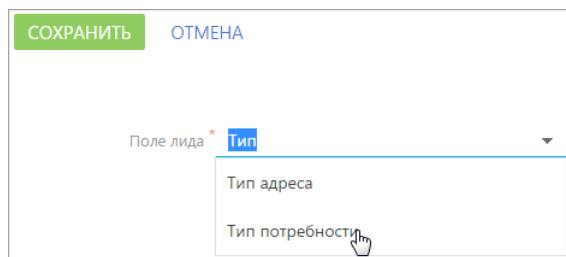 СОХРАНИТЬ ОТМЕНА
Поле лида * Тип
Тип адреса
Тип потребности